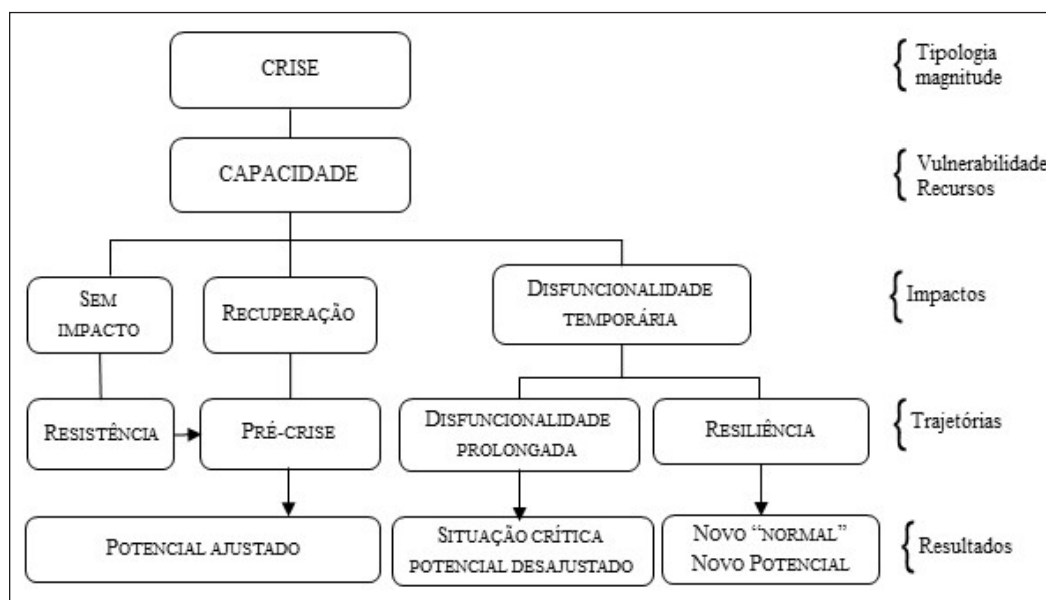 CRISE
{ Tipologia
magnitude
CAPACIDADE
{ Vulnerabilidade
Recursos
SEM
IMPACTO
RECUPERAÇÃO
DISFUNCIONALIDADE
TEMPORÁRIA
{ Impactos
RESISTÊNCIA
PRÉ-CRISE
DISFUNCIONALIDADE
PROLONGADA
RESILIÊNCIA
{ Trajetórias
POTENCIAL AJUSTADO
SITUAÇÃO CRÍTICA
POTENCIAL DESAJUSTADO
NOVO “NORMAL”
NOVO POTENCIAL
{ Resultados